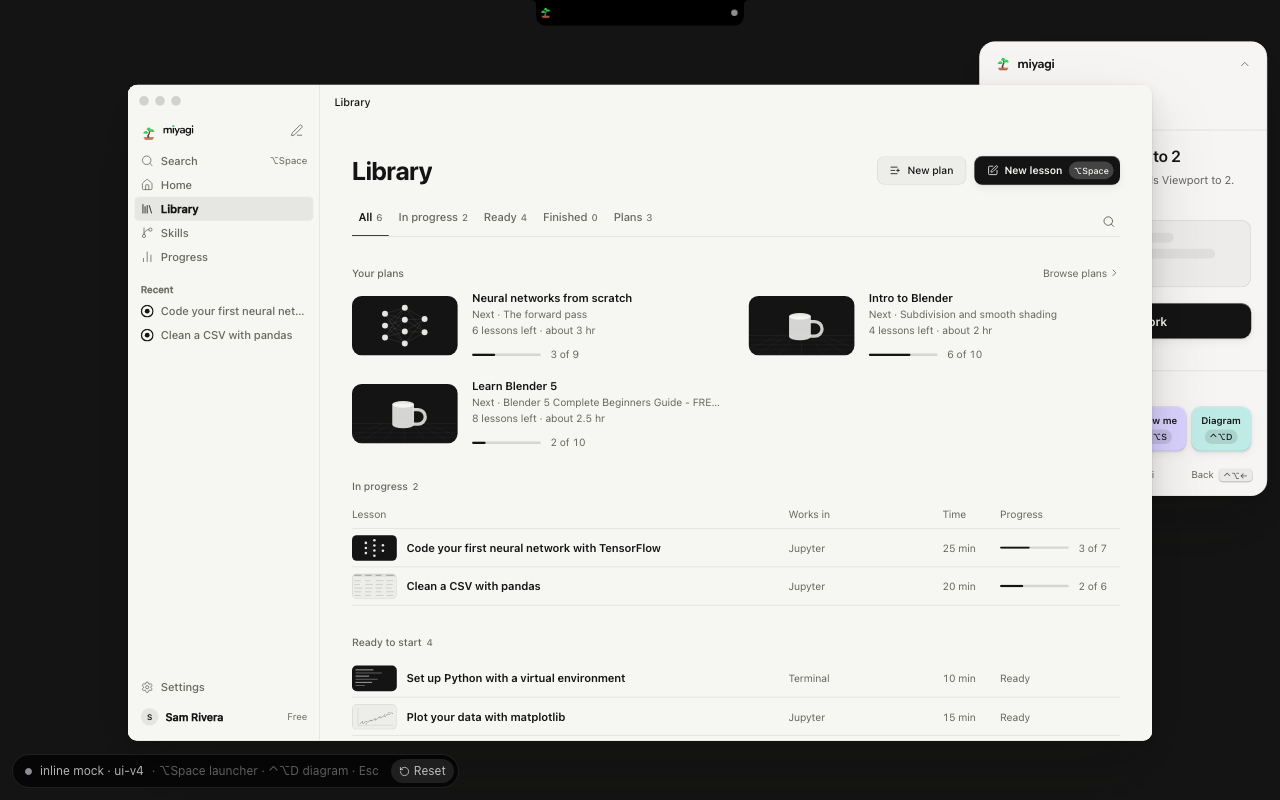 miyagi
miyagi
Search ⌥Space
Home
Library
Skills
Progress
Recent
Code your first neural net…
Clean a CSV with pandas
Settings
S Sam Rivera Free
Library
Library
New plan
New lesson ⌥Space
All 6 In progress 2 Ready 4 Finished 0 Plans 3
Your plans
Browse plans
Neural networks from scratch
Next · The forward pass
6 lessons left · about 3 hr
3 of 9
Intro to Blender
Next · Subdivision and smooth shading
4 lessons left · about 2 hr
6 of 10
Learn Blender 5
Next · Blender 5 Complete Beginners Guide - FRE…
8 lessons left · about 2.5 hr
2 of 10
In progress 2
Lesson Works in Time Progress
Code your first neural network with TensorFlow Jupyter 25 min 3 of 7
Clean a CSV with pandas Jupyter 20 min 2 of 6
Ready to start 4
Set up Python with a virtual environment Terminal 10 min Ready
Plot your data with matplotlib Jupyter 15 min Ready
to 2
s Viewport to 2.
ork
w me
⌥S
Diagram
⌃⌥D
i
Back ⌃⌥←
inline mock · ui-v4 · ⌥Space launcher · ⌃⌥D diagram · Esc Reset